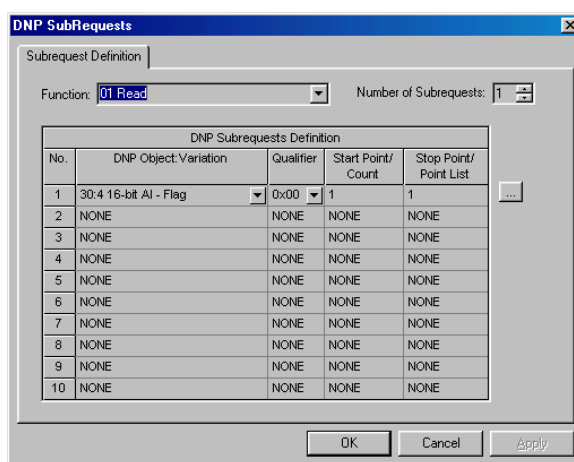 DNP SubRequests
Subrequest Definition
Function: 01 Read Number of Subrequests: 1
DNP Subrequests Definition
No. DNP Object:Variation Qualifier Start Point/ Count Stop Point/ Point List
1 30:4 16-bit AI - Flag 0x00 1 1 ...
2 NONE NONE NONE NONE
3 NONE NONE NONE NONE
4 NONE NONE NONE NONE
5 NONE NONE NONE NONE
6 NONE NONE NONE NONE
7 NONE NONE NONE NONE
8 NONE NONE NONE NONE
9 NONE NONE NONE NONE
10 NONE NONE NONE NONE
OK Cancel Apply